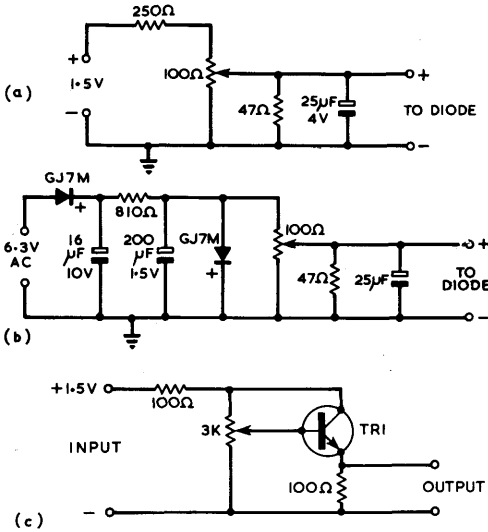 250Ω
+
1·5V
−
100Ω
47Ω
25µF
4V
+
TO DIODE
−
(a)
GJ7M
+
810Ω
6·3V
AC
16
µF
10V
200
µF
1·5V
GJ7M
+
100Ω
47Ω
25µF
+
TO
DIODE
−
(b)
+1·5V
100Ω
3K
TR1
INPUT
100Ω
OUTPUT
−
(c)